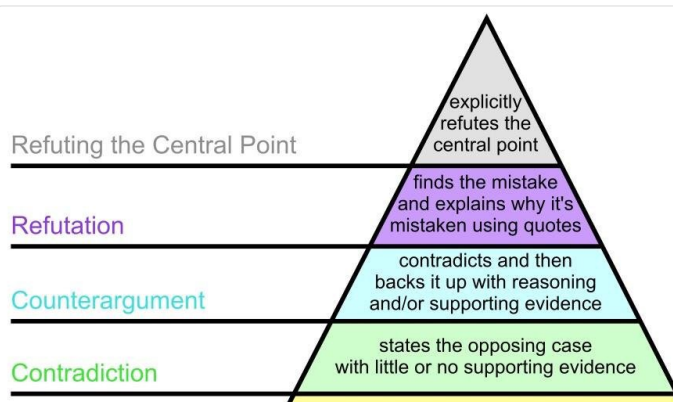 explicitly
refutes the
central point
Refuting the Central Point
finds the mistake
and explains why it's
mistaken using quotes
Refutation
contradicts and then
backs it up with reasoning
and/or supporting evidence
Counterargument
states the opposing case
with little or no supporting evidence
Contradiction